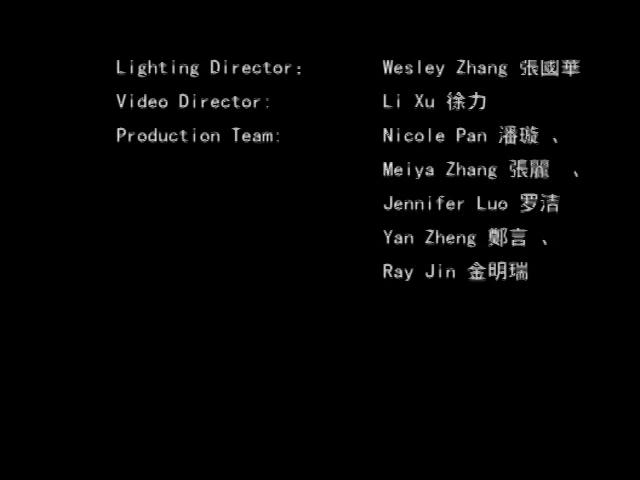 Lighting Director: Wesley Zhang 張國華
Video Director: Li Xu 徐力
Production Team: Nicole Pan 潘璇 、
Meiya Zhang 張麗 、
Jennifer Luo 罗洁
Yan Zheng 鄭言 、
Ray Jin 金明瑞